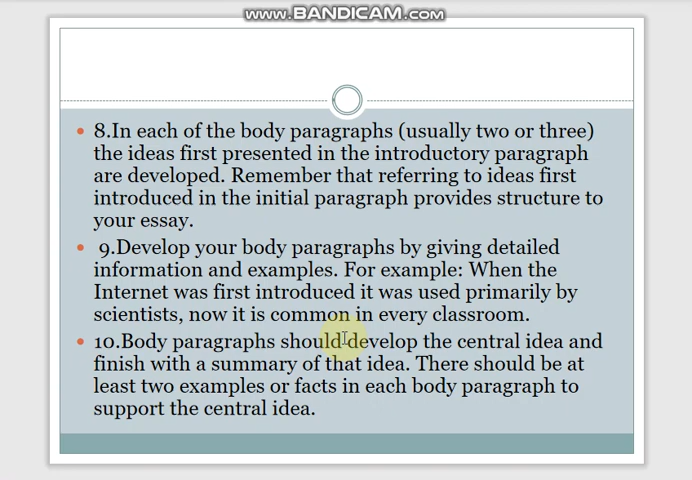 www.BANDICAM.com
8.In each of the body paragraphs (usually two or three)
the ideas first presented in the introductory paragraph
are developed. Remember that referring to ideas first
introduced in the initial paragraph provides structure to
your essay.
9.Develop your body paragraphs by giving detailed
information and examples. For example: When the
Internet was first introduced it was used primarily by
scientists, now it is common in every classroom.
10.Body paragraphs should develop the central idea and
finish with a summary of that idea. There should be at
least two examples or facts in each body paragraph to
support the central idea.